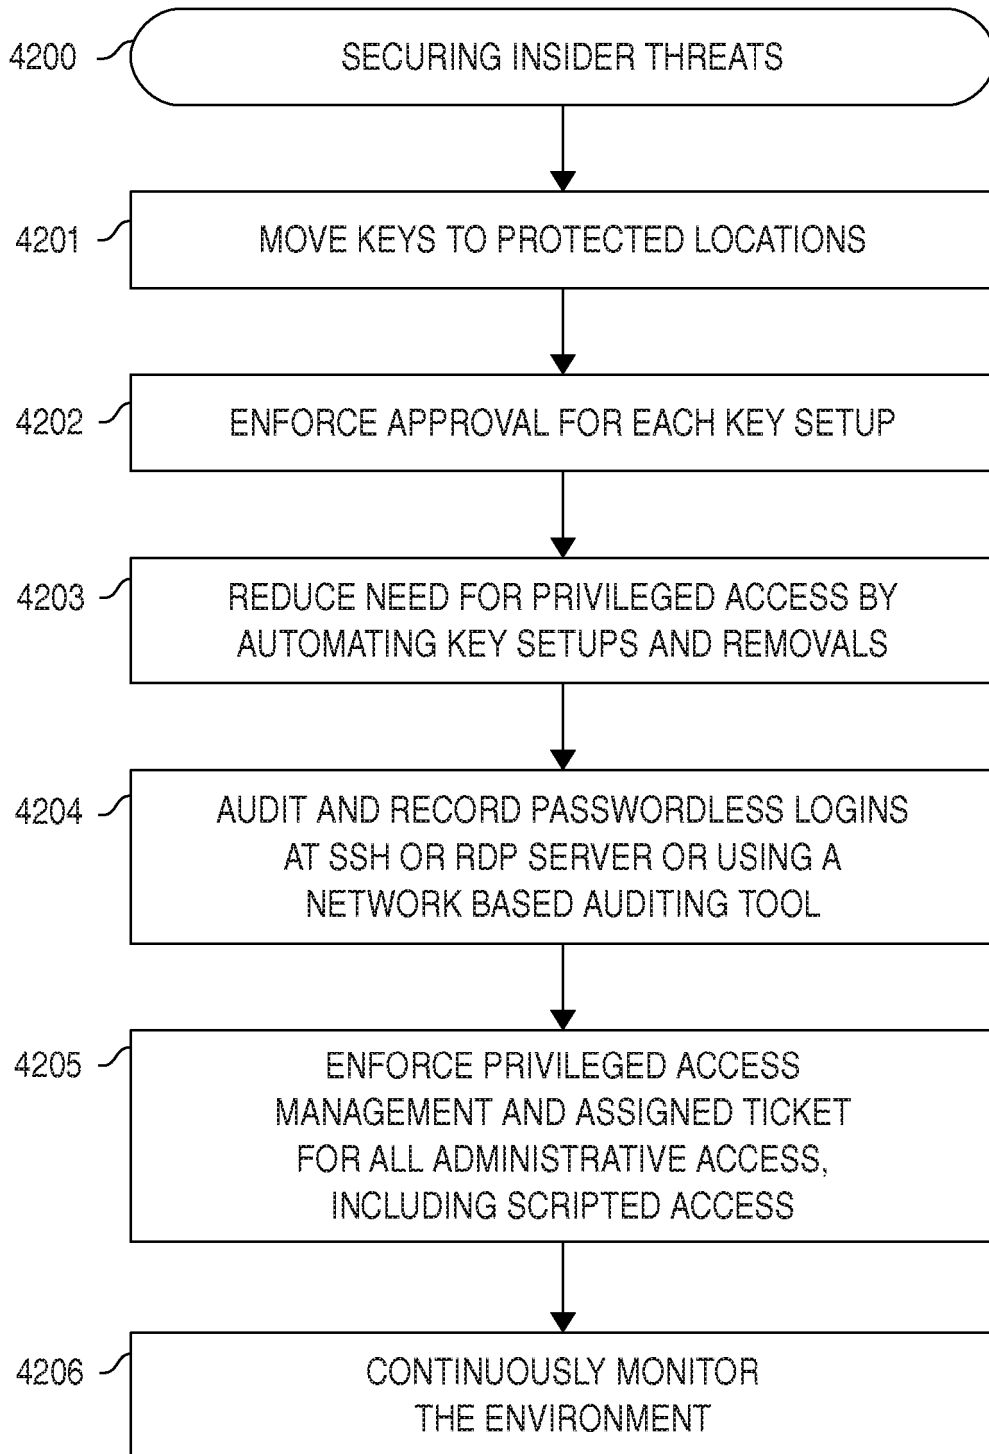 4200
SECURING INSIDER THREATS
4201
MOVE KEYS TO PROTECTED LOCATIONS
4202
ENFORCE APPROVAL FOR EACH KEY SETUP
4203
REDUCE NEED FOR PRIVILEGED ACCESS BY
AUTOMATING KEY SETUPS AND REMOVALS
4204
AUDIT AND RECORD PASSWORDLESS LOGINS
AT SSH OR RDP SERVER OR USING A
NETWORK BASED AUDITING TOOL
4205
ENFORCE PRIVILEGED ACCESS
MANAGEMENT AND ASSIGNED TICKET
FOR ALL ADMINISTRATIVE ACCESS,
INCLUDING SCRIPTED ACCESS
4206
CONTINUOUSLY MONITOR
THE ENVIRONMENT